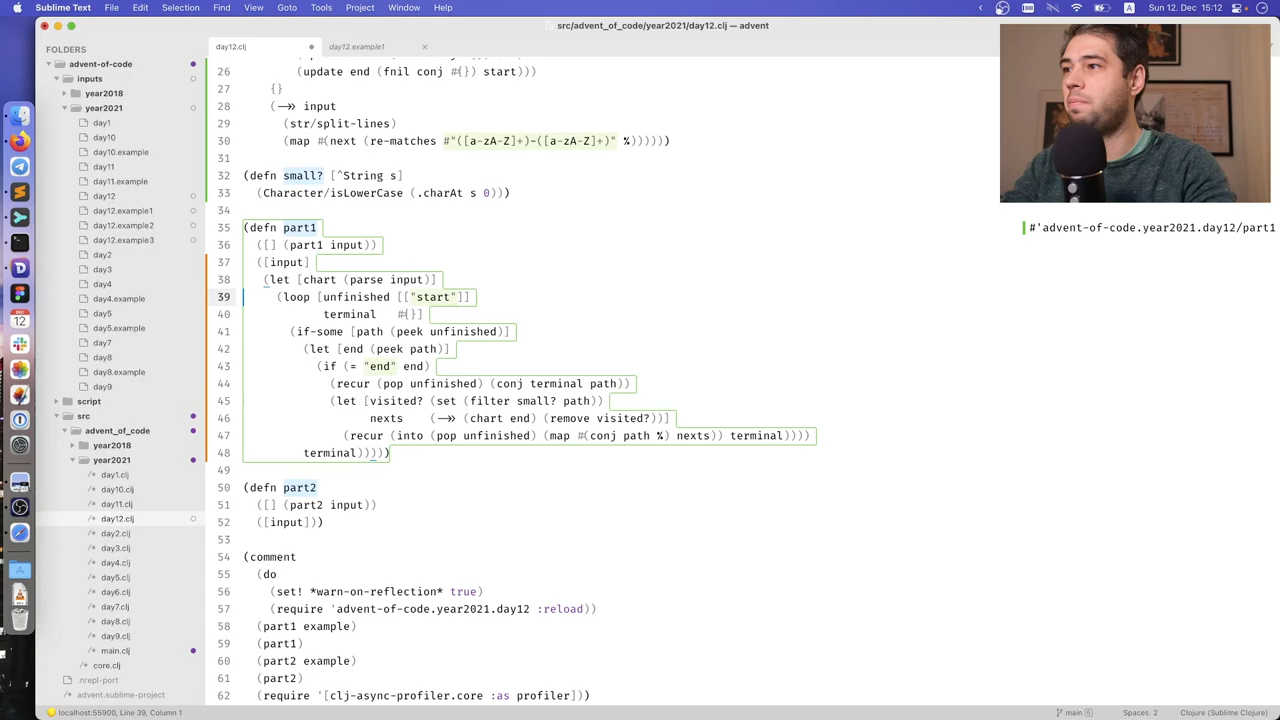 Sublime Text File Edit Selection Find View Goto Tools Project Window Help
src/advent_of_code/year2021/day12.clj — advent
FOLDERS
advent-of-code
inputs
year2018
year2021
day1
day10
day10.example
day11
day11.example
day12
day12.example1
day12.example2
day12.example3
day2
day3
day4
day4.example
day5
day5.example
day7
day8
day8.example
day9
script
src
advent_of_code
year2018
year2021
/* day1.clj
/* day10.clj
/* day11.clj
/* day12.clj
/* day2.clj
/* day3.clj
/* day4.clj
/* day5.clj
/* day6.clj
/* day7.clj
/* day8.clj
/* day9.clj
/* main.clj
/* core.clj
.nrepl-port
advent.sublime-project
DEC
12
day12.clj
day12.example1
26 (update end (fnil conj #{}) start)))
27 {}
28 (->> input
29 (str/split-lines)
30 (map #(next (re-matches #"([a-zA-Z]+)-([a-zA-Z]+)" %))))))
31
32 (defn small? [^String s]
33 (Character/isLowerCase (.charAt s 0)))
34
35 (defn part1
36 ([] (part1 input))
37 ([input]
38 (let [chart (parse input)]
39 (loop [unfinished [["start"]]
40 terminal #{}]
41 (if-some [path (peek unfinished)]
42 (let [end (peek path)]
43 (if (= "end" end)
44 (recur (pop unfinished) (conj terminal path))
45 (let [visited? (set (filter small? path))
46 nexts (->> (chart end) (remove visited?))]
47 (recur (into (pop unfinished) (map #(conj path %) nexts)) terminal))))
48 terminal)))))
49
50 (defn part2
51 ([] (part2 input))
52 ([input]))
53
54 (comment
55 (do
56 (set! *warn-on-reflection* true)
57 (require 'advent-of-code.year2021.day12 :reload))
58 (part1 example)
59 (part1)
60 (part2 example)
61 (part2)
62 (require '[clj-async-profiler.core :as profiler]))
#'advent-of-code.year2021.day12/part1
localhost:55900, Line 39, Column 1
main 6
Spaces: 2
Clojure (Sublime Clojure)